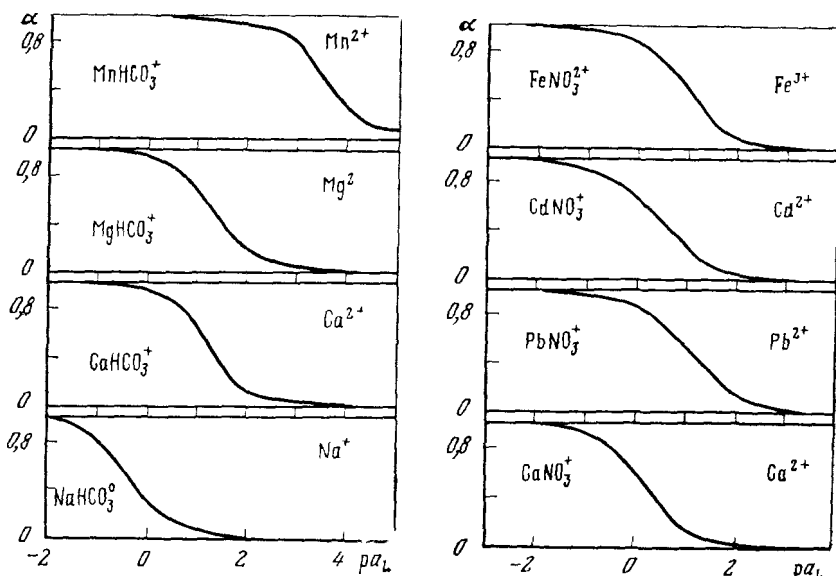 α
0,8
0
MnHCO₃⁺
Mn²⁺
0,8
0
MgHCO₃⁺
Mg²
0,8
0
CaHCO₃⁺
Ca²⁺
0,8
0
NaHCO₃⁰
Na⁺
-2 0 2 4 paL
α
0,8
0
FeNO₃²⁺
Fe³⁺
0,8
0
CdNO₃⁺
Cd²⁺
0,8
0
PbNO₃⁺
Pb²⁺
0,8
0
CaNO₃⁺
Ca²⁺
-2 0 2 paL